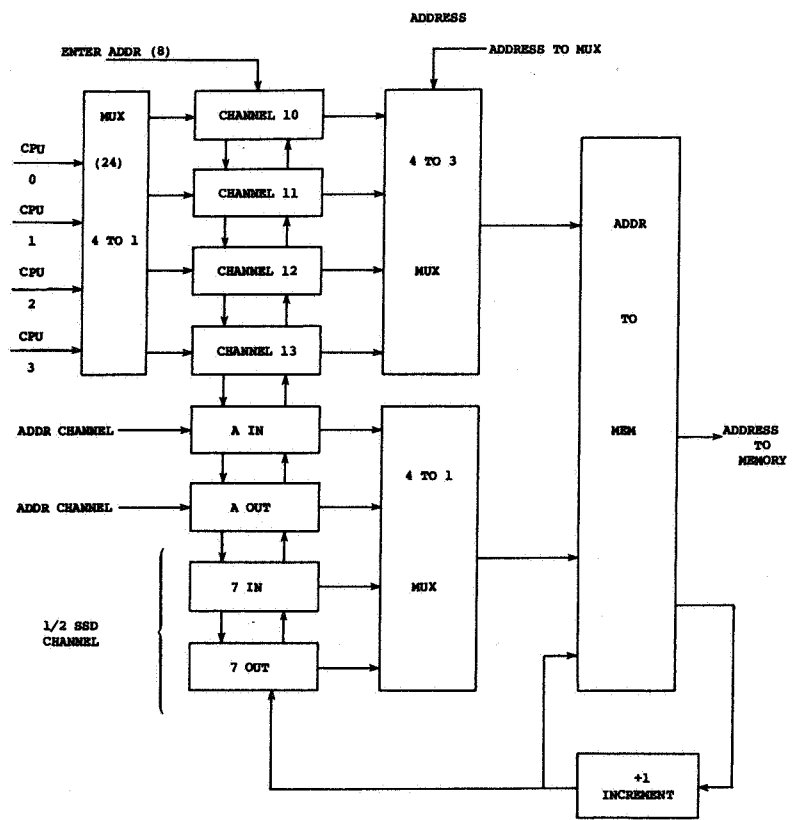 ADDRESS
ENTER ADDR (8)
ADDRESS TO MUX
MUX
(24)
4 TO 1
CPU
0
CPU
1
CPU
2
CPU
3
CHANNEL 10
CHANNEL 11
CHANNEL 12
CHANNEL 13
4 TO 3
MUX
ADDR
TO
MEM
ADDRESS
TO
MEMORY
ADDR CHANNEL
A IN
ADDR CHANNEL
A OUT
7 IN
7 OUT
4 TO 1
MUX
1/2 SSD
CHANNEL
+1
INCREMENT